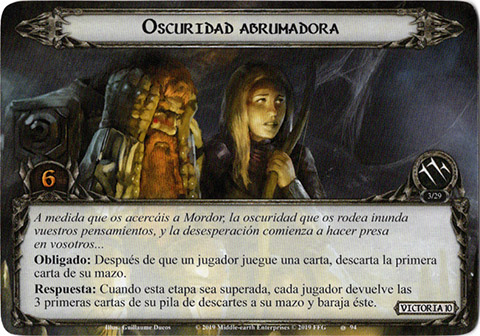 Oscuridad abrumadora
6
3/29
A medida que os acercáis a Mordor, la oscuridad que os rodea inunda
vuestros pensamientos, y la desesperación comienza a hacer presa
en vosotros...
Obligado: Después de que un jugador juegue una carta, descarta la primera
carta de su mazo.
Respuesta: Cuando esta etapa sea superada, cada jugador devuelve las
3 primeras cartas de su pila de descartes a su mazo y baraja éste.
VICTORIA 10
Illus. Guillaume Ducos © 2019 Middle-earth Enterprises © 2019 FFG 94